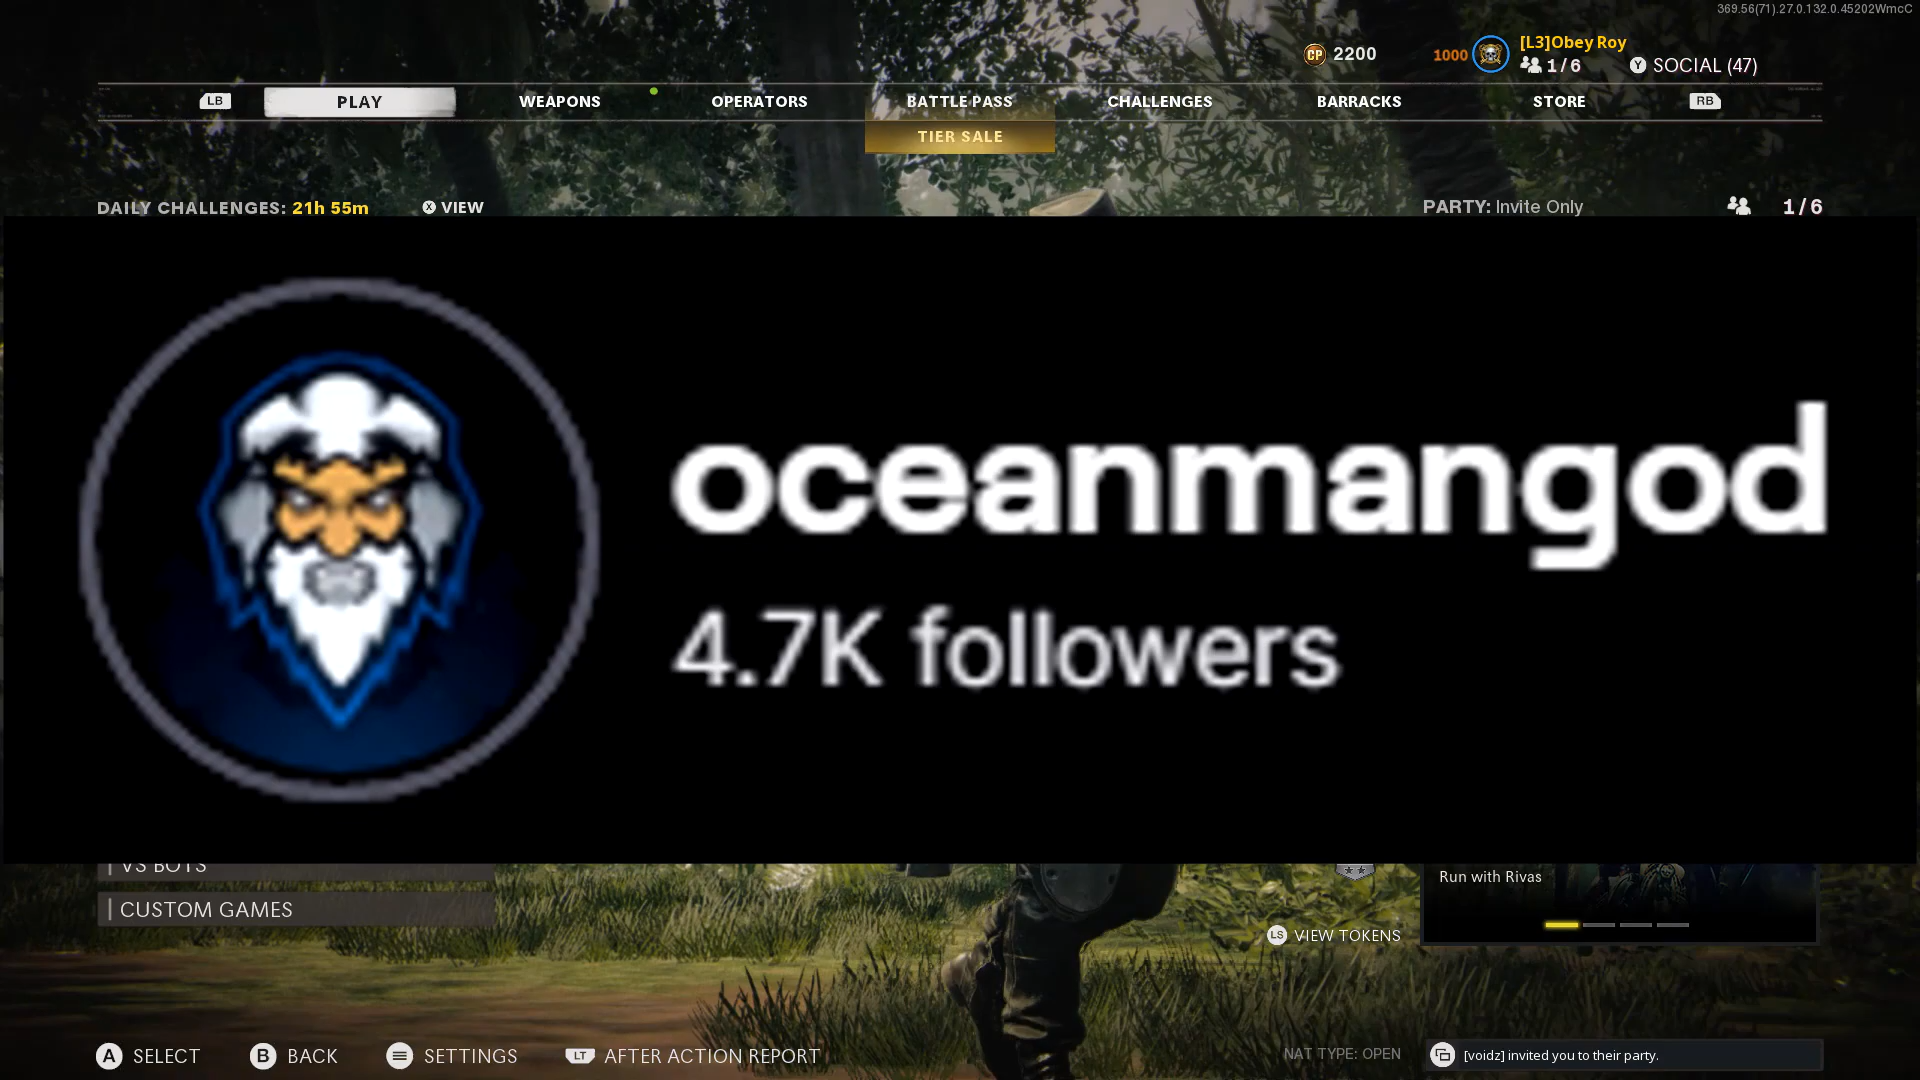 369.56(71).27.0.132.0.45202WmcC
CP 2200
1000
[L3]Obey Roy
1/6
Y SOCIAL (47)
LB PLAY WEAPONS OPERATORS BATTLE PASS CHALLENGES BARRACKS STORE RB
TIER SALE
DAILY CHALLENGES: 21h 55m X VIEW
PARTY: Invite Only 1/6
oceanmangod
4.7K followers
VS BOTS
CUSTOM GAMES
Run with Rivas
LS VIEW TOKENS
A SELECT B BACK SETTINGS LT AFTER ACTION REPORT
NAT TYPE: OPEN
[voidz] invited you to their party.